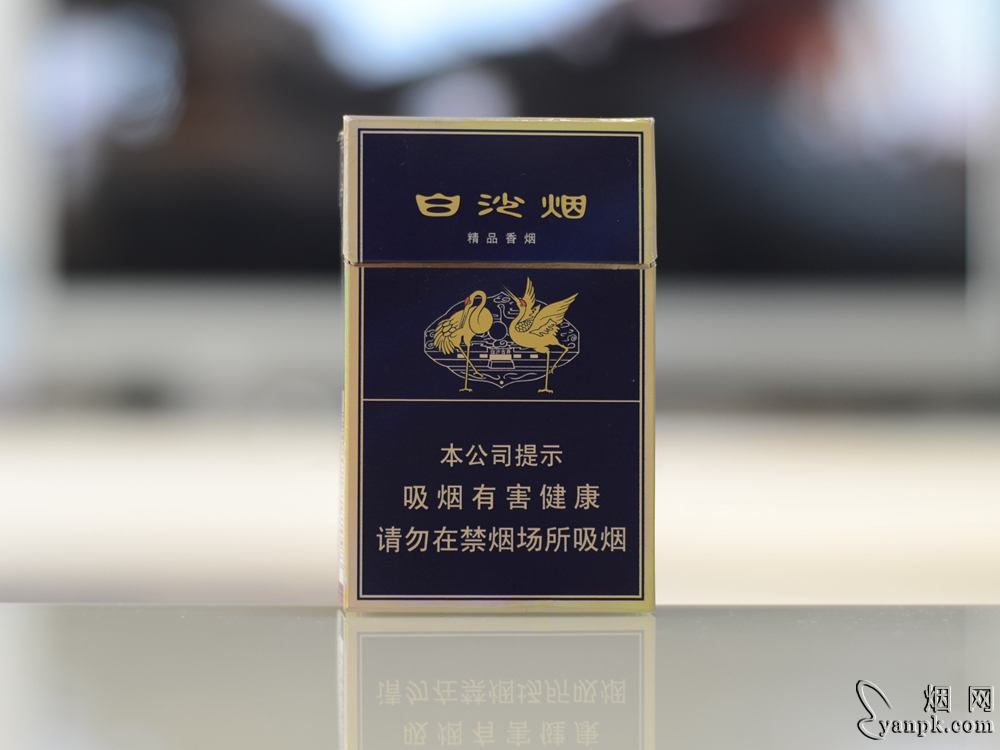 白沙烟
精品香烟
本公司提示
吸烟有害健康
请勿在禁烟场所吸烟
烟网
yanpk.com